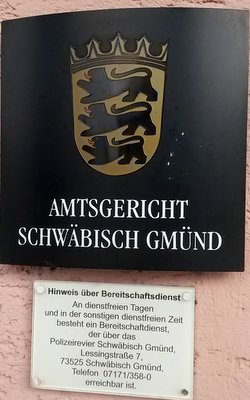 AMTSGERICHT
SCHWÄBISCH GMÜND
Hinweis über Bereitschaftsdienst
An dienstfreien Tagen
und in der sonstigen dienstfreien Zeit
besteht ein Bereitschaftsdienst,
der über das
Polizeirevier Schwäbisch Gmünd,
Lessingstraße 7,
73525 Schwäbisch Gmünd,
Telefon 07171/358-0
erreichbar ist.